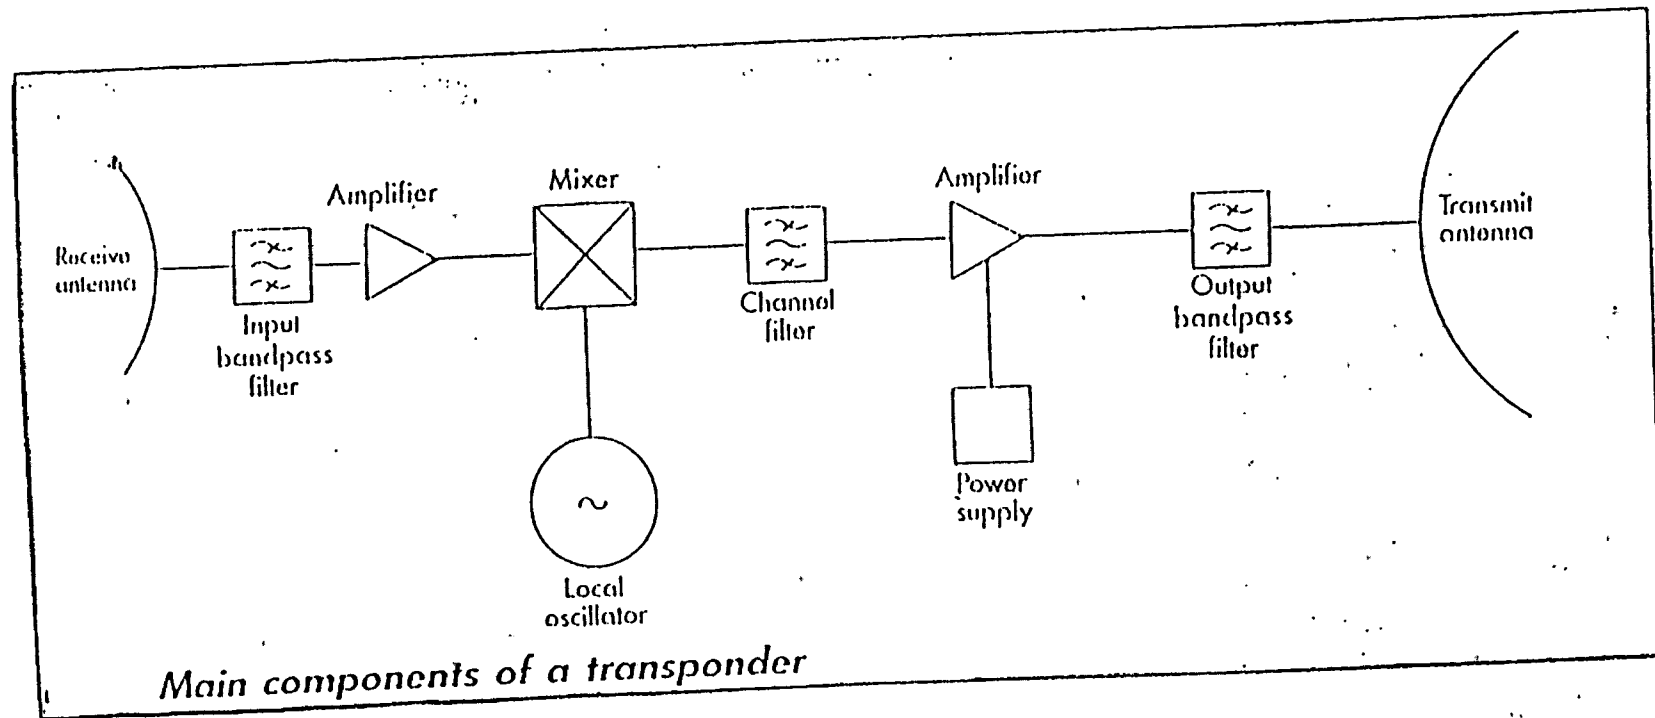 Receive
antenna
Input
bandpass
filter
Amplifier
Mixer
Local
oscillator
Channel
filter
Amplifier
Power
supply
Output
bandpass
filter
Transmit
antenna
Main components of a transponder